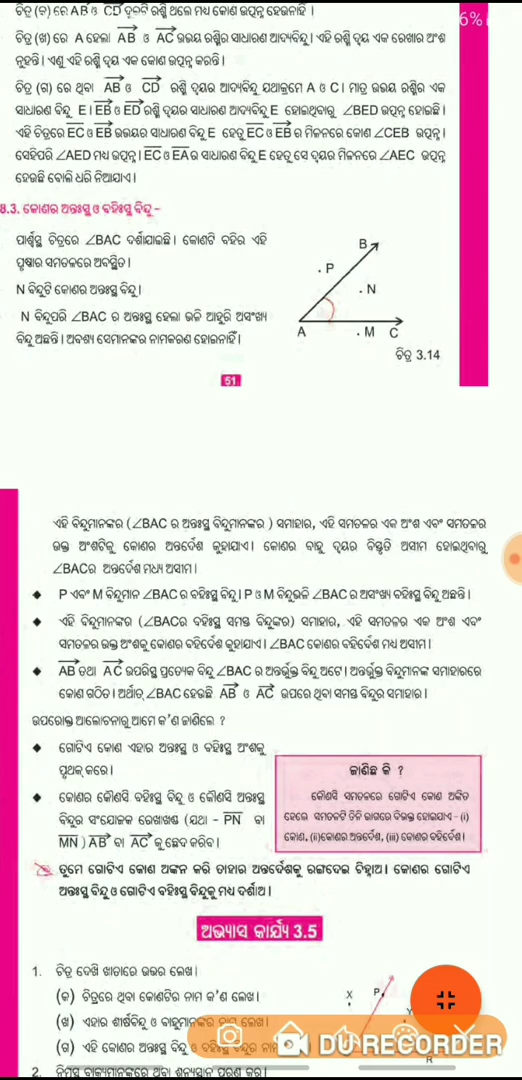 ଚିତ୍ର (କ) ରେ AB ଓ CD ଦୁଇଟି ରଶ୍ମି ଥିଲେ ମଧ୍ୟ କୋଣ ଉତ୍ପନ୍ନ ହେଉନାହିଁ ।
6%
ଚିତ୍ର (ଖ) ରେ A ହେଲା AB ଓ AC ଉଭୟ ରଶ୍ମିର ସାଧାରଣ ଆଦ୍ୟବିନ୍ଦୁ । ଏହି ରଶ୍ମି ଦ୍ୱୟ ଏକ ରେଖାର ଅଂଶ
ନୁହନ୍ତି । ଏଣୁ ଏହି ରଶ୍ମି ଦ୍ୱୟ ଏକ କୋଣ ଉତ୍ପନ୍ନ କରନ୍ତି ।
ଚିତ୍ର (ଗ) ରେ ଥିବା AB ଓ CD ରଶ୍ମି ଦ୍ୱୟର ଆଦ୍ୟବିନ୍ଦୁ ଯଥାକ୍ରମେ A ଓ C । ମାତ୍ର ଉଭୟ ରଶ୍ମିର ଏକ
ସାଧାରଣ ବିନ୍ଦୁ E । EB ଓ ED ରଶ୍ମି ଦ୍ୱୟର ସାଧାରଣ ଆଦ୍ୟବିନ୍ଦୁ E ହୋଇଥିବାରୁ ∠BED ଉତ୍ପନ୍ନ ହୋଇଛି ।
ଏହି ଚିତ୍ରରେ EC ଓ EB ଉଭୟର ସାଧାରଣ ବିନ୍ଦୁ E ହେତୁ EC ଓ EB ର ମିଳନରେ କୋଣ ∠CEB ଉତ୍ପନ୍ନ ।
ସେହିପରି ∠AED ମଧ୍ୟ ଉତ୍ପନ୍ନ । EC ଓ EA ର ସାଧାରଣ ବିନ୍ଦୁ E ହେତୁ ସେ ଦ୍ୱୟର ମିଳନରେ ∠AEC ଉତ୍ପନ୍ନ
ହେଉଛି ବୋଲି ଧରି ନିଆଯାଏ ।
8.3. କୋଣର ଅନ୍ତଃସ୍ଥ ଓ ବହିଃସ୍ଥ ବିନ୍ଦୁ -
ପାର୍ଶ୍ୱସ୍ଥ ଚିତ୍ରରେ ∠BAC ଦର୍ଶାଯାଇଛି । କୋଣଟି ବହିର ଏହି
ପୃଷ୍ଠାର ସମତଳରେ ଅବସ୍ଥିତ ।
N ବିନ୍ଦୁଟି କୋଣର ଅନ୍ତଃସ୍ଥ ବିନ୍ଦୁ ।
N ବିନ୍ଦୁପରି ∠BAC ର ଅନ୍ତଃସ୍ଥ ହେଲା ଭଳି ଆହୁରି ଅସଂଖ୍ୟ
ବିନ୍ଦୁ ଅଛନ୍ତି । ଅବଶ୍ୟ ସେମାନଙ୍କର ନାମକରଣ ହୋଇନାହିଁ ।
B
. P
. N
A . M C
ଚିତ୍ର 3.14
51
ଏହି ବିନ୍ଦୁମାନଙ୍କର (∠BAC ର ଅନ୍ତଃସ୍ଥ ବିନ୍ଦୁମାନଙ୍କର ) ସମାହାର, ଏହି ସମତଳର ଏକ ଅଂଶ ଏବଂ ସମତଳର
ଉକ୍ତ ଅଂଶଟିକୁ କୋଣର ଅନ୍ତର୍ଦେଶ କୁହାଯାଏ । କୋଣର ବାହୁ ଦ୍ୱୟର ବିସ୍ତୃତି ଅସୀମ ହୋଇଥିବାରୁ
∠BACର ଅନ୍ତର୍ଦେଶ ମଧ୍ୟ ଅସୀମ ।
◆ P ଏବଂ M ବିନ୍ଦୁମାନ ∠BAC ର ବହିଃସ୍ଥ ବିନ୍ଦୁ । P ଓ M ବିନ୍ଦୁଭଳି ∠BAC ର ଅସଂଖ୍ୟ ବହିଃସ୍ଥ ବିନ୍ଦୁ ଅଛନ୍ତି ।
◆ ଏହି ବିନ୍ଦୁମାନଙ୍କର (∠BACର ବହିଃସ୍ଥ ସମସ୍ତ ବିନ୍ଦୁଙ୍କର) ସମାହାର, ଏହି ସମତଳର ଏକ ଅଂଶ ଏବଂ
ସମତଳର ଉକ୍ତ ଅଂଶକୁ କୋଣର ବହିର୍ଦେଶ କୁହାଯାଏ । ∠BAC କୋଣର ବହିର୍ଦେଶ ମଧ୍ୟ ଅସୀମ ।
◆ AB ତଥା AC ଉପରିସ୍ଥ ପ୍ରତ୍ୟେକ ବିନ୍ଦୁ ∠BAC ର ଅନ୍ତର୍ଭୁକ୍ତ ବିନ୍ଦୁ ଅଟେ । ଅନ୍ତର୍ଭୁକ୍ତ ବିନ୍ଦୁମାନଙ୍କ ସମାହାରରେ
କୋଣ ଗଠିତ । ଅର୍ଥାତ୍ ∠BAC ହେଉଛି AB ଓ AC ଉପରେ ଥିବା ସମସ୍ତ ବିନ୍ଦୁର ସମାହାର ।
ଉପରୋକ୍ତ ଆଲୋଚନାରୁ ଆମେ କ'ଣ ଜାଣିଲେ ?
◆ ଗୋଟିଏ କୋଣ ଏହାର ଅନ୍ତଃସ୍ଥ ଓ ବହିଃସ୍ଥ ଅଂଶକୁ
ପୃଥକ୍ କରେ ।
◆ କୋଣର କୌଣସି ବହିଃସ୍ଥ ବିନ୍ଦୁ ଓ କୌଣସି ଅନ୍ତଃସ୍ଥ
ବିନ୍ଦୁର ସଂଯୋଜକ ରେଖାଖଣ୍ଡ (ଯଥା - PN ବା
MN ) AB ବା AC କୁ ଛେଦ କରିବ ।
ଜାଣିଛ କି ?
କୌଣସି ସମତଳରେ ଗୋଟିଏ କୋଣ ଅଙ୍କିତ
ହେଲେ ସମତଳଟି ତିନି ଭାଗରେ ବିଭକ୍ତ ହୋଇଯାଏ - (i)
କୋଣ, (ii)କୋଣର ଅନ୍ତର୍ଦେଶ, (iii) କୋଣର ବହିର୍ଦେଶ ।
ତୁମେ ଗୋଟିଏ କୋଣ ଅଙ୍କନ କରି ତାହାର ଅନ୍ତର୍ଦେଶକୁ ରଙ୍ଗଦେଇ ଚିହ୍ନାଅ । କୋଣର ଗୋଟିଏ
ଅନ୍ତଃସ୍ଥ ବିନ୍ଦୁ ଓ ଗୋଟିଏ ବହିଃସ୍ଥ ବିନ୍ଦୁକୁ ମଧ୍ୟ ଦର୍ଶାଅ ।
ଅଭ୍ୟାସ କାର୍ଯ୍ୟ 3.5
1. ଚିତ୍ର ଦେଖି ଖାତାରେ ଉତ୍ତର ଲେଖ ।
(କ) ଚିତ୍ରରେ ଥିବା କୋଣଟିର ନାମ କ'ଣ ଲେଖ ।
X P
(ଖ) ଏହାର ଶୀର୍ଷବିନ୍ଦୁ ଓ ବାହୁମାନଙ୍କର ନାମ ଲେଖ ।
Y
(ଗ) ଏହି କୋଣର ଅନ୍ତଃସ୍ଥ ବିନ୍ଦୁ ଓ ବହିଃସ୍ଥ ବିନ୍ଦୁର ନାମ
DU RECORDER
R
2. ନିମ୍ନସ୍ଥ ବାକ୍ୟମାନଙ୍କରେ ଥିବା ଶୂନ୍ୟସ୍ଥାନ ପୂରଣ କର ।